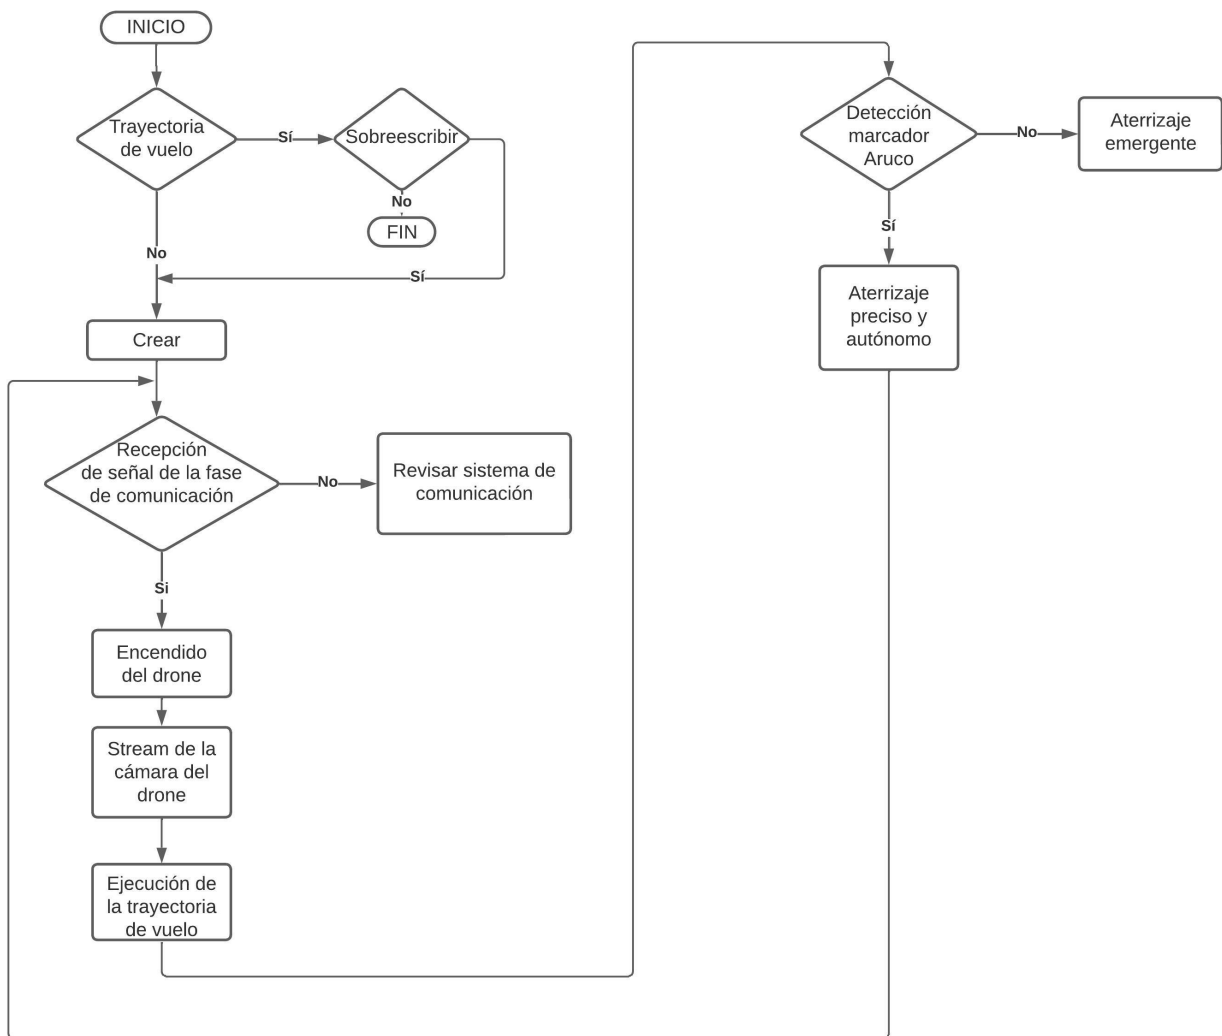 INICIO
Trayectoria
de vuelo
Sí
Sobreescribir
No
FIN
No
Sí
Crear
Recepción
de señal de la fase
de comunicación
No
Revisar sistema de
comunicación
Si
Encendido
del drone
Stream de la
cámara del
drone
Ejecución de
la trayectoria
de vuelo
Detección
marcador
Aruco
No
Aterrizaje
emergente
Sí
Aterrizaje
preciso y
autónomo